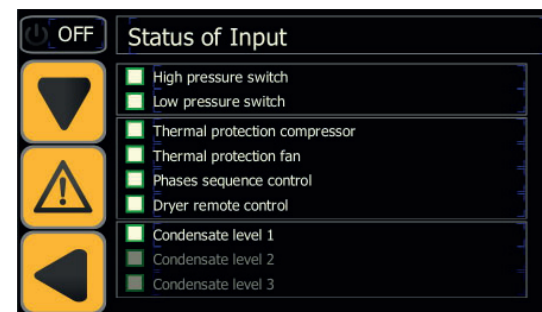 OFF
Status of Input
High pressure switch
Low pressure switch
Thermal protection compressor
Thermal protection fan
Phases sequence control
Dryer remote control
Condensate level 1
Condensate level 2
Condensate level 3